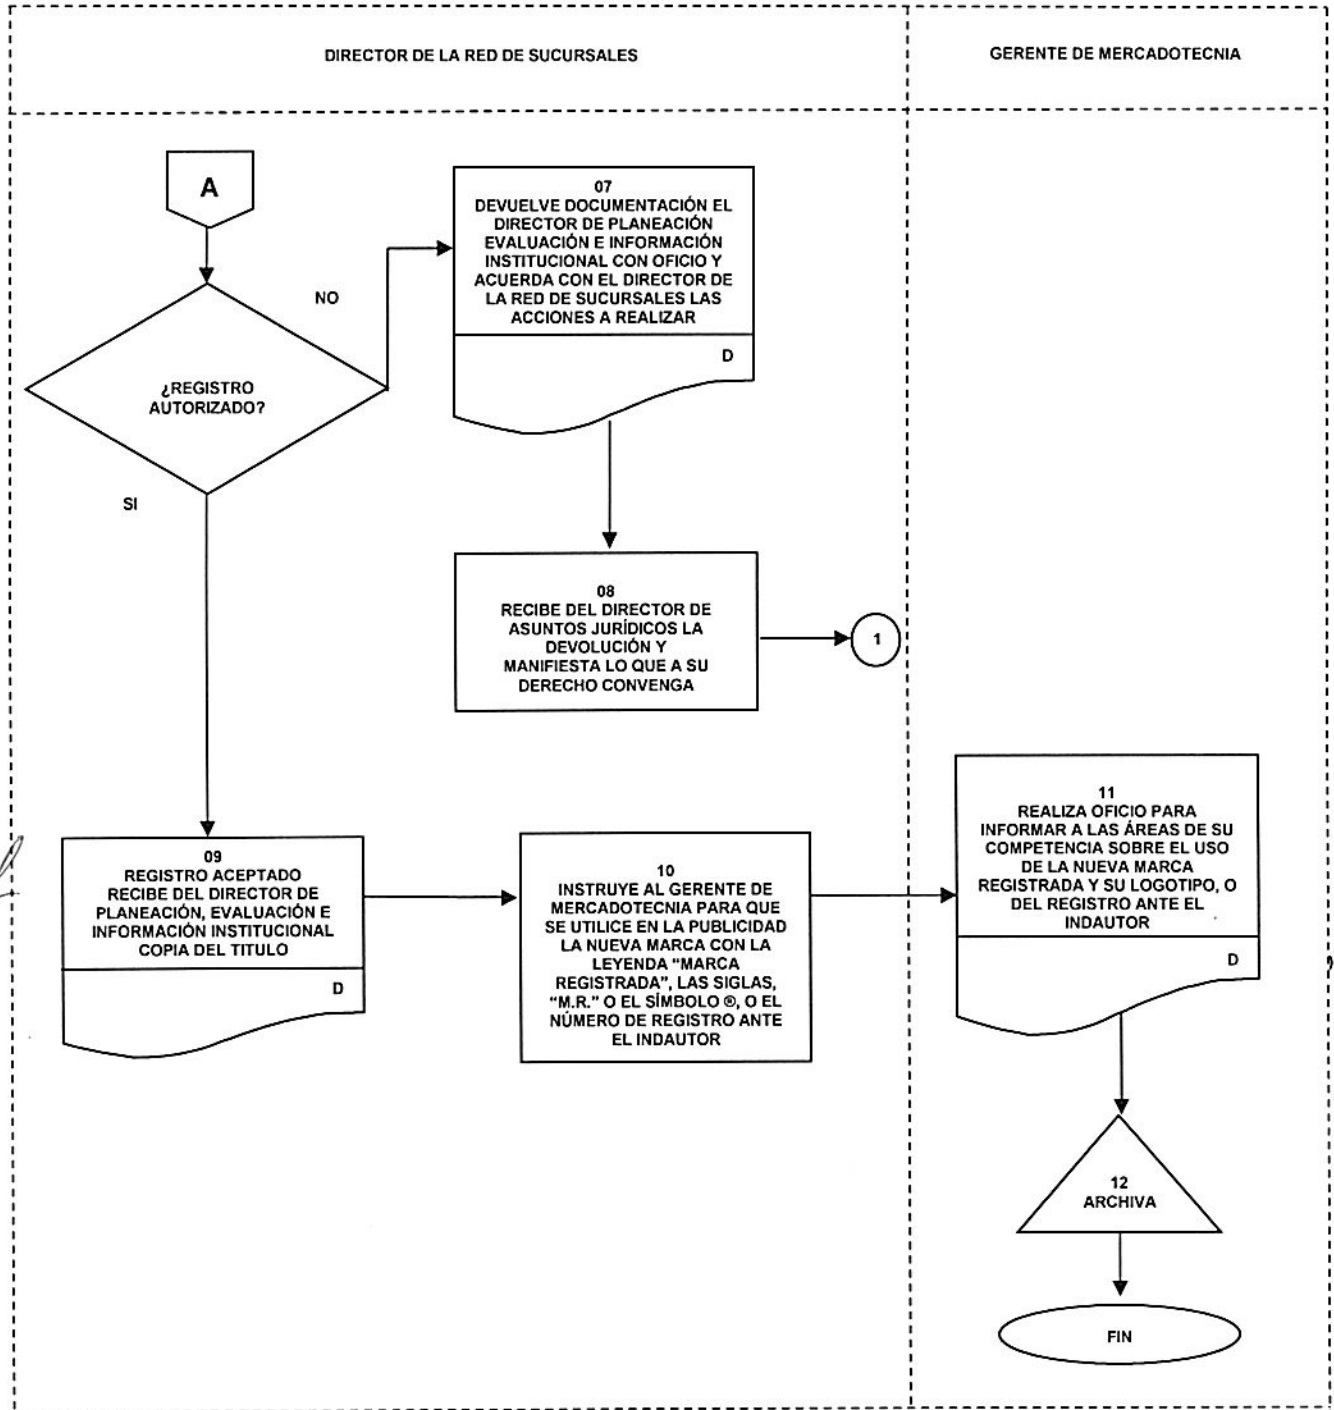 DIRECTOR DE LA RED DE SUCURSALES
GERENTE DE MERCADOTECNIA
A
¿REGISTRO
AUTORIZADO?
NO
SI
07
DEVUELVE DOCUMENTACIÓN EL
DIRECTOR DE PLANEACIÓN
EVALUACIÓN E INFORMACIÓN
INSTITUCIONAL CON OFICIO Y
ACUERDA CON EL DIRECTOR DE
LA RED DE SUCURSALES LAS
ACCIONES A REALIZAR
D
08
RECIBE DEL DIRECTOR DE
ASUNTOS JURÍDICOS LA
DEVOLUCIÓN Y
MANIFIESTA LO QUE A SU
DERECHO CONVENGA
1
09
REGISTRO ACEPTADO
RECIBE DEL DIRECTOR DE
PLANEACIÓN, EVALUACIÓN E
INFORMACIÓN INSTITUCIONAL
COPIA DEL TITULO
D
10
INSTRUYE AL GERENTE DE
MERCADOTECNIA PARA QUE
SE UTILICE EN LA PUBLICIDAD
LA NUEVA MARCA CON LA
LEYENDA “MARCA
REGISTRADA”, LAS SIGLAS,
“M.R.” O EL SÍMBOLO ®, O EL
NÚMERO DE REGISTRO ANTE
EL INDAUTOR
11
REALIZA OFICIO PARA
INFORMAR A LAS ÁREAS DE SU
COMPETENCIA SOBRE EL USO
DE LA NUEVA MARCA
REGISTRADA Y SU LOGOTIPO, O
DEL REGISTRO ANTE EL
INDAUTOR
D
12
ARCHIVA
FIN